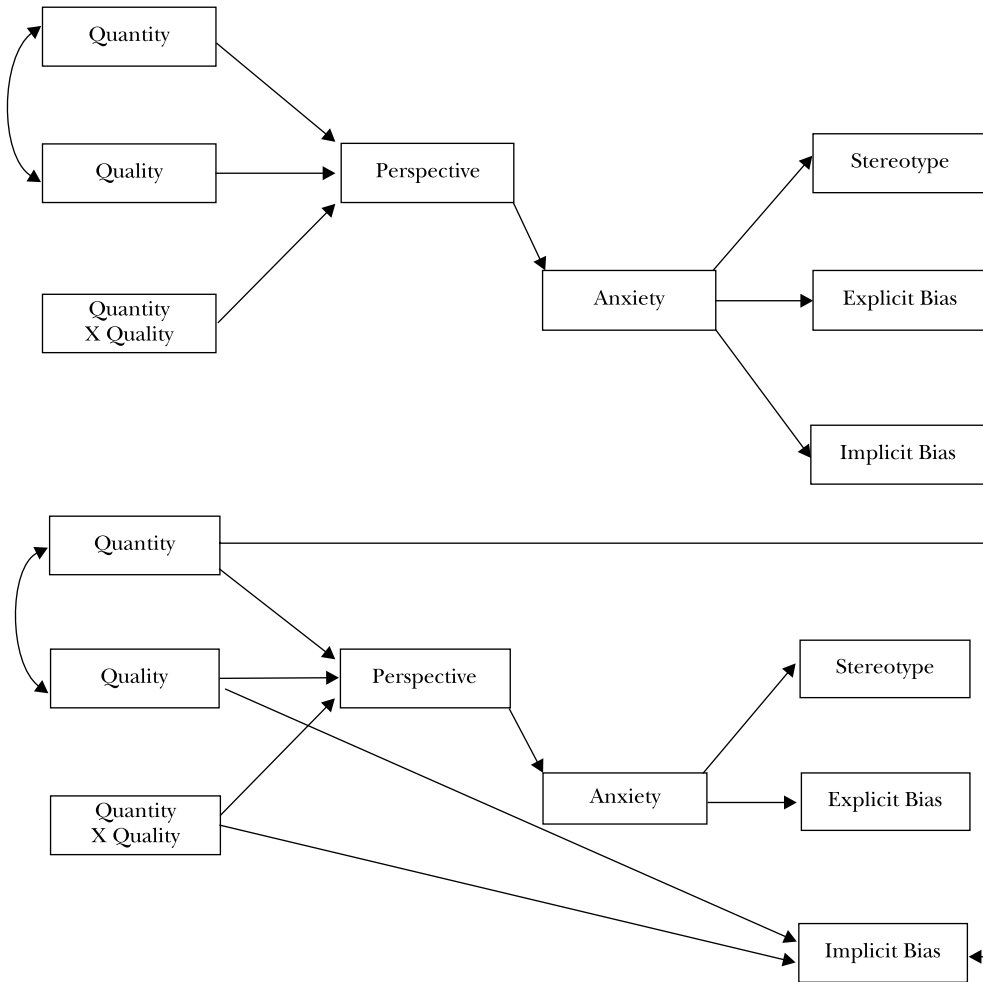 Quantity
Quality
Perspective
Stereotype
Quantity
X Quality
Anxiety
Explicit Bias
Implicit Bias
Quantity
Quality
Perspective
Stereotype
Quantity
X Quality
Anxiety
Explicit Bias
Implicit Bias